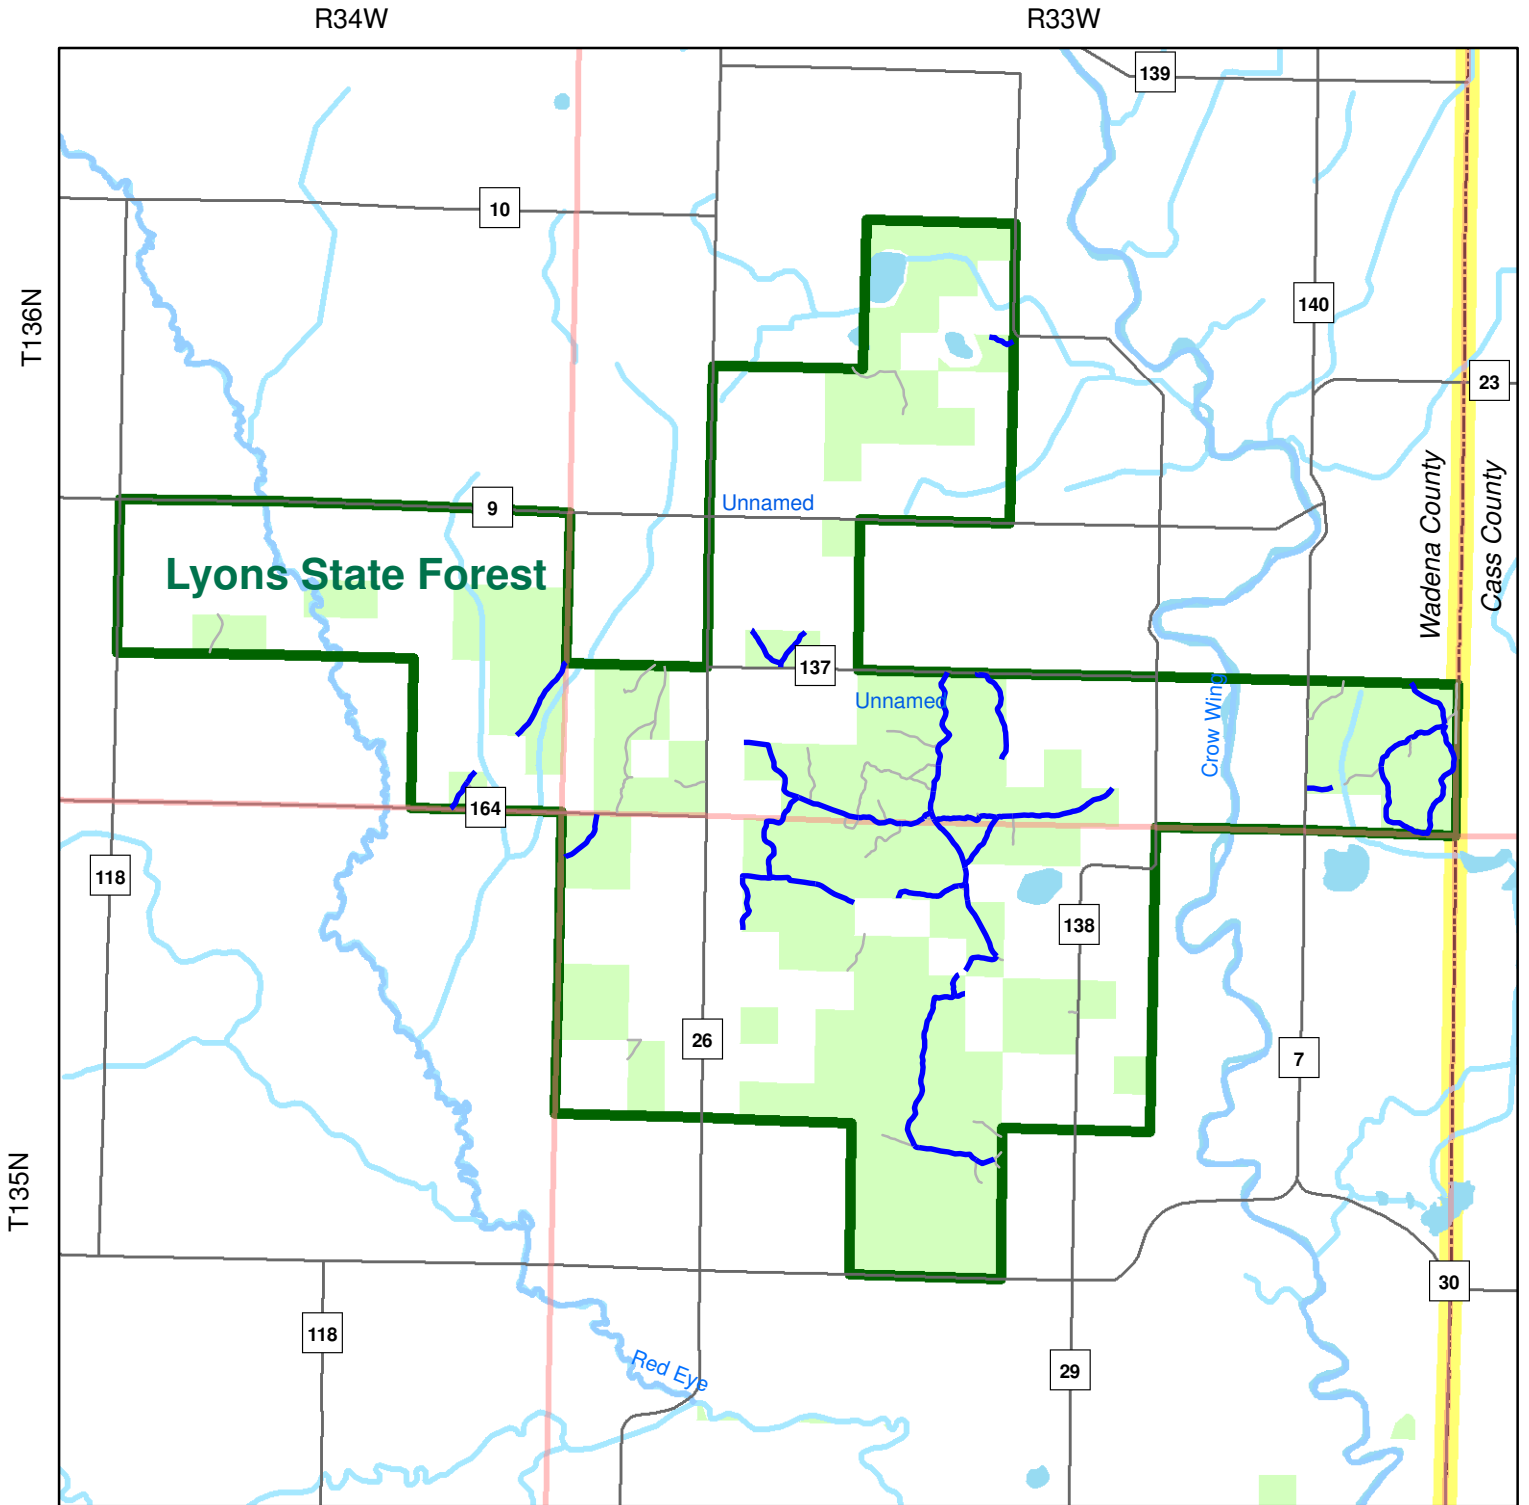 R34W
R33W
139
10
T136N
140
23
Wadena County
Cass County
9
Unnamed
Lyons State Forest
137
Unnamed
Crow Wing
164
118
138
26
7
T135N
30
118
29
Red Eye